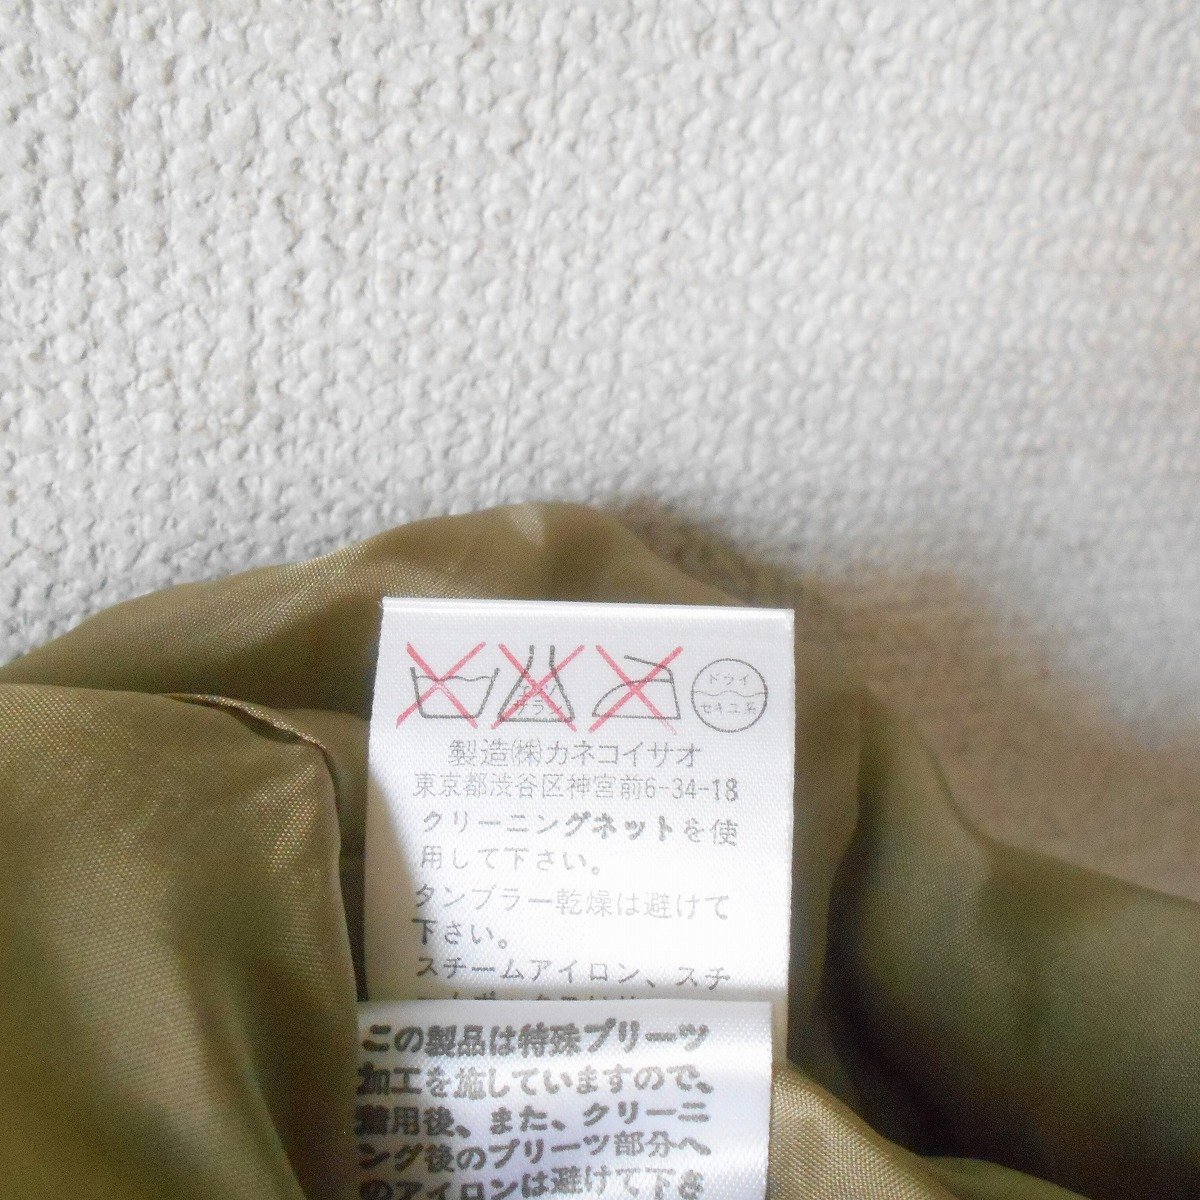 エンソ
サラシ
ドライ
セキユ系
製造㈱カネコイサオ
東京都渋谷区神宮前6-34-18
クリーニングネットを使
用して下さい。
タンブラー乾燥は避けて
下さい。
スチームアイロン、スチ
この製品は特殊プリーツ
加工を施していますので、
着用後、また、クリーニ
ング後のプリーツ部分へ
のアイロンは避けて下さ